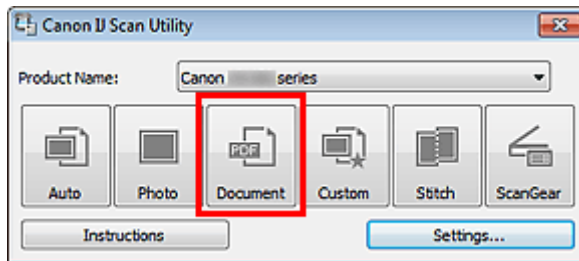 Canon IJ Scan Utility
Product Name: Canon series
PDF
Auto Photo Document Custom Stitch ScanGear
Instructions Settings...